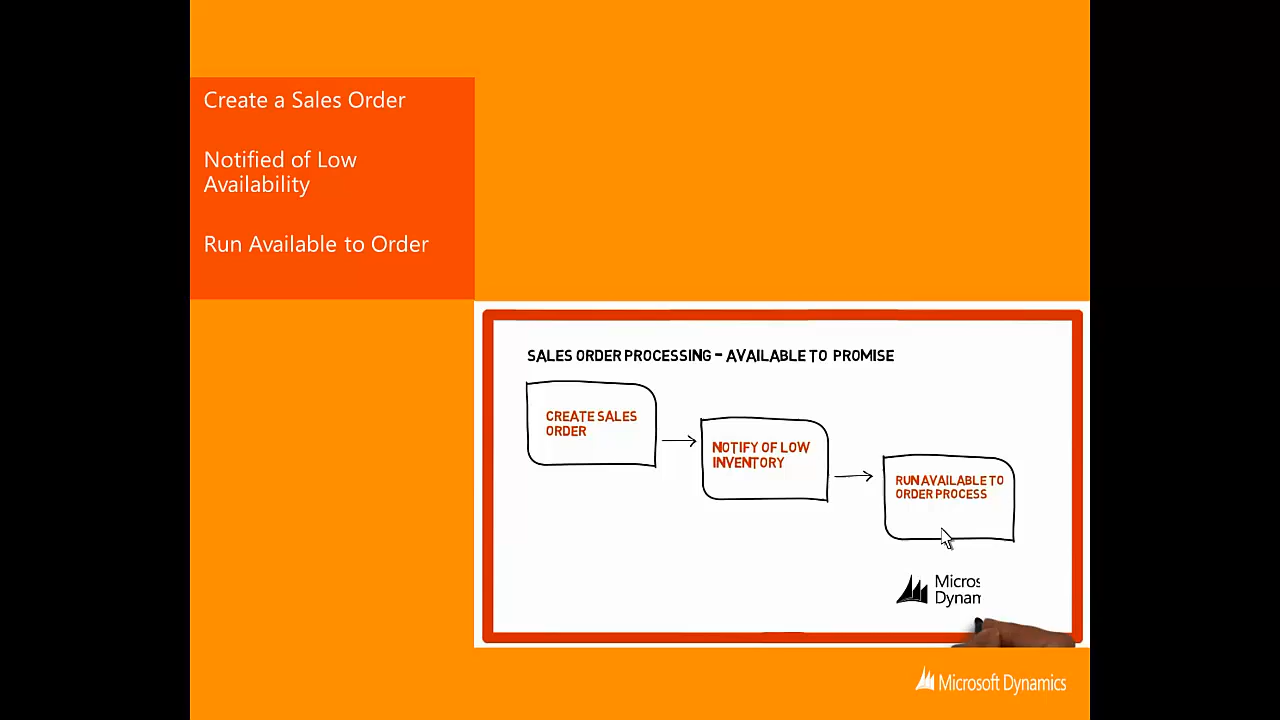 Create a Sales Order
Notified of Low
Availability
Run Available to Order
SALES ORDER PROCESSING - AVAILABLE TO PROMISE
CREATE SALES
ORDER
NOTIFY OF LOW
INVENTORY
RUN AVAILABLE TO
ORDER PROCESS
Micros
Dynam
Microsoft Dynamics